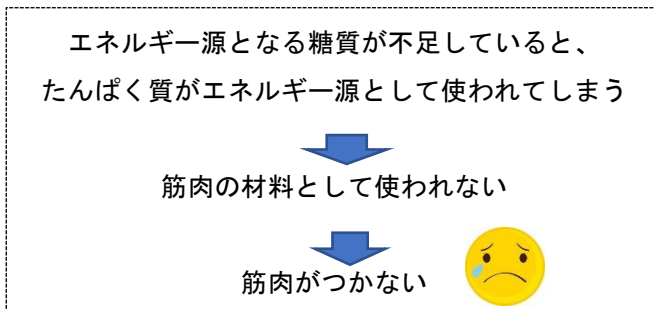 エネルギー源となる糖質が不足していると、
たんぱく質がエネルギー源として使われてしまう
筋肉の材料として使われない
筋肉がつかない